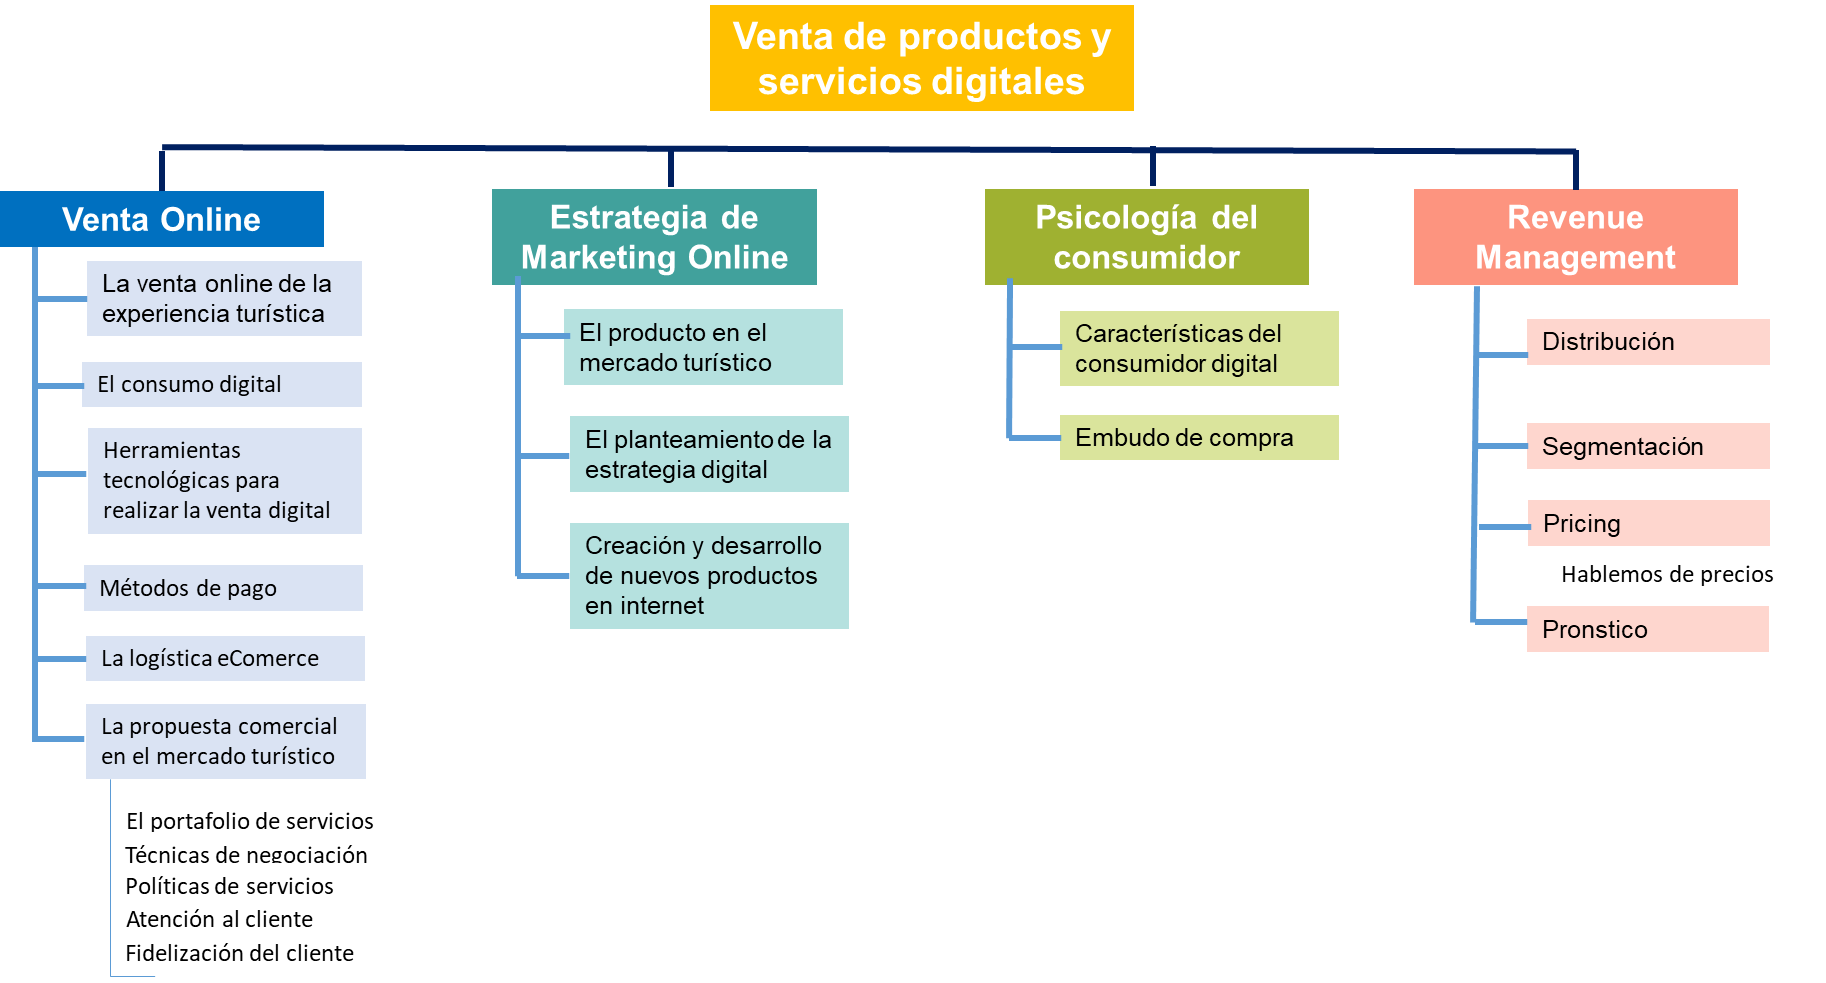 Venta de productos y
servicios digitales
Venta Online
La venta online de la
experiencia turística
El consumo digital
Herramientas
tecnológicas para
realizar la venta digital
Métodos de pago
La logística eComerce
La propuesta comercial
en el mercado turístico
El portafolio de servicios
Técnicas de negociación
Políticas de servicios
Atención al cliente
Fidelización del cliente
Estrategia de
Marketing Online
El producto en el
mercado turístico
El planteamiento de la
estrategia digital
Creación y desarrollo
de nuevos productos
en internet
Psicología del
consumidor
Características del
consumidor digital
Embudo de compra
Revenue
Management
Distribución
Segmentación
Pricing
Hablemos de precios
Pronstico